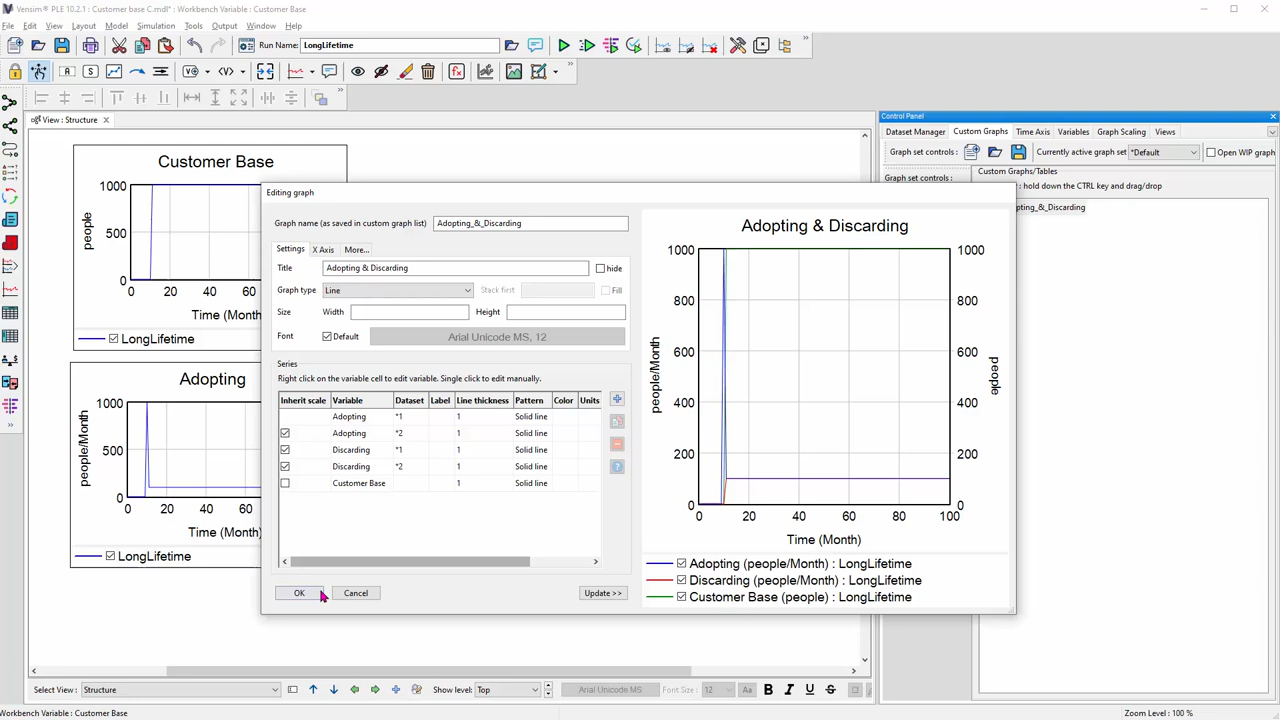 Vensim® PLE 10.2.1 : Customer base C.mdl* : Workbench Variable : Customer Base
File Edit View Layout Model Simulation Tools Output Window Help
Run Name: LongLifetime
View : Structure
Control Panel
Dataset Manager Custom Graphs Time Axis Variables Graph Scaling Views
Graph set controls : Currently active graph set *Default Open WIP graph
Graph set controls :
Custom Graphs/Tables
: hold down the CTRL key and drag/drop
pting_&_Discarding
Customer Base
1000
500
0
people
0 20 40 60
Time (Mon
LongLifetime
Adopting
1000
500
0
people/Month
0 20 40 60
Time (Mon
LongLifetime
Editing graph
Graph name (as saved in custom graph list) Adopting_&_Discarding
Settings X Axis More...
Title Adopting & Discarding hide
Graph type Line Stack first Fill
Size Width Height
Font Default Arial Unicode MS, 12
Series
Right click on the variable cell to edit variable. Single click to edit manually.
Inherit scale Variable Dataset Label Line thickness Pattern Color Units
Adopting *1 1 Solid line
Adopting *2 1 Solid line
Discarding *1 1 Solid line
Discarding *2 1 Solid line
Customer Base 1 Solid line
OK Cancel Update >>
Adopting & Discarding
1000 1000
800 800
600 600
400 400
200 200
0 0
people/Month
people
0 20 40 60 80 100
Time (Month)
Adopting (people/Month) : LongLifetime
Discarding (people/Month) : LongLifetime
Customer Base (people) : LongLifetime
Select View : Structure Show level: Top Arial Unicode MS Font Size : 12 Aa B I U S
Workbench Variable : Customer Base Zoom Level : 100 %